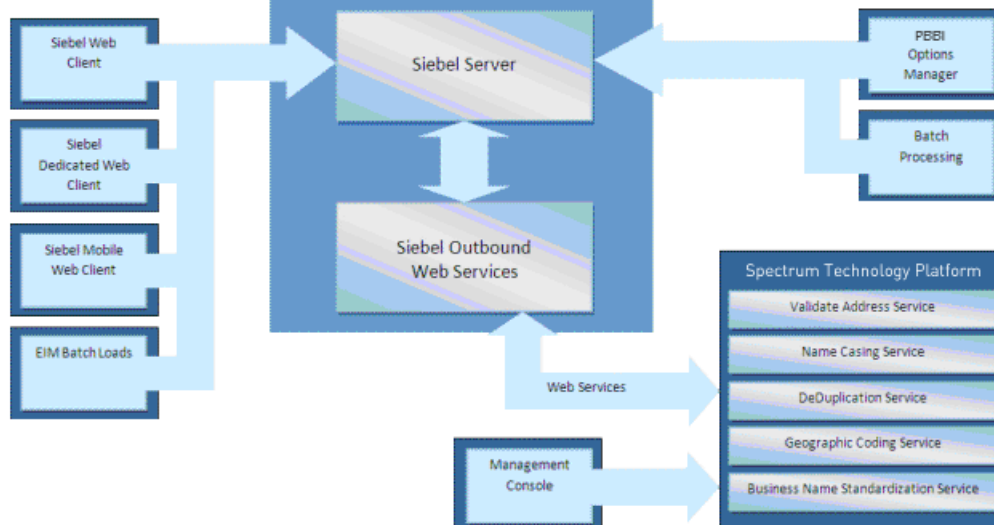 Siebel Web
Client
Siebel
Dedicated Web
Client
Siebel Mobile
Web Client
EIM Batch Loads
Siebel Server
Siebel Outbound
Web Services
PBBI
Options
Manager
Batch
Processing
Web Services
Management
Console
Spectrum Technology Platform
Validate Address Service
Name Casing Service
DeDuplication Service
Geographic Coding Service
Business Name Standardization Service